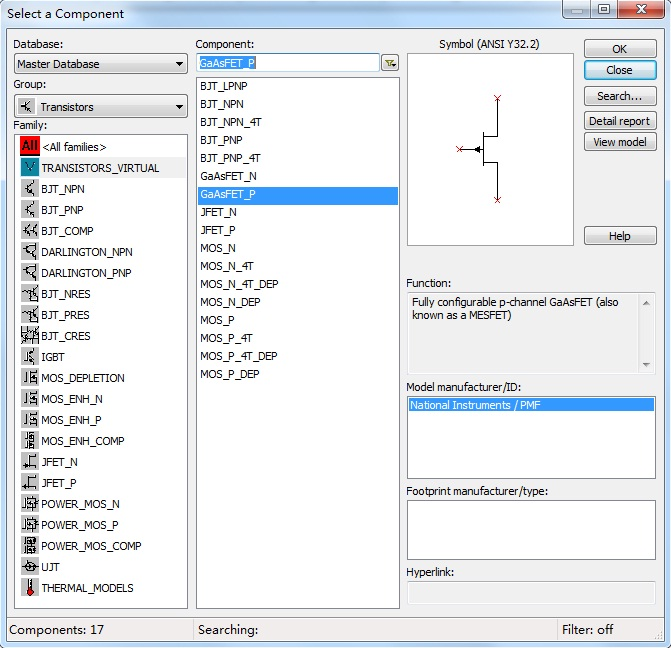 Select a Component
Database:
Master Database
Group:
Transistors
Family:
All <All families>
TRANSISTORS_VIRTUAL
BJT_NPN
BJT_PNP
BJT_COMP
DARLINGTON_NPN
DARLINGTON_PNP
BJT_NRES
BJT_PRES
BJT_CRES
IGBT
MOS_DEPLETION
MOS_ENH_N
MOS_ENH_P
MOS_ENH_COMP
JFET_N
JFET_P
POWER_MOS_N
POWER_MOS_P
POWER_MOS_COMP
UJT
THERMAL_MODELS
Component:
GaAsFET_P
BJT_LPNP
BJT_NPN
BJT_NPN_4T
BJT_PNP
BJT_PNP_4T
GaAsFET_N
GaAsFET_P
JFET_N
JFET_P
MOS_N
MOS_N_4T
MOS_N_4T_DEP
MOS_N_DEP
MOS_P
MOS_P_4T
MOS_P_4T_DEP
MOS_P_DEP
Symbol (ANSI Y32.2)
OK
Close
Search...
Detail report
View model
Help
Function:
Fully configurable p-channel GaAsFET (also
known as a MESFET)
Model manufacturer/ID:
National Instruments / PMF
Footprint manufacturer/type:
Hyperlink:
Components: 17
Searching:
Filter: off